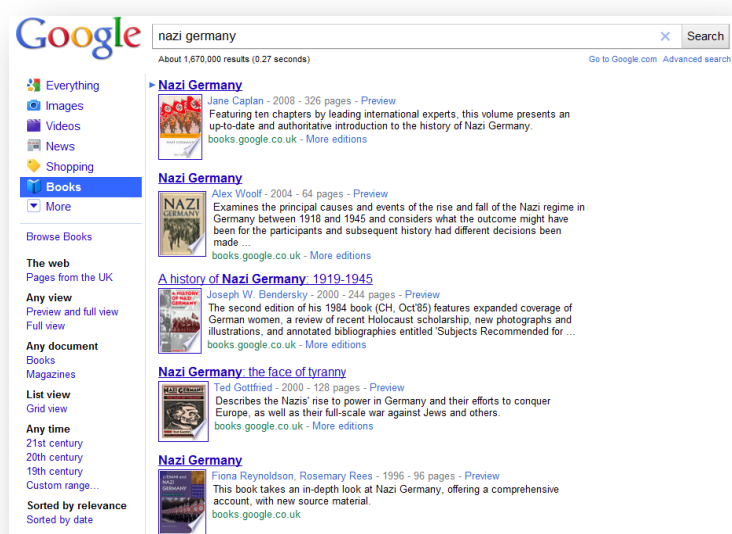 Google
nazi germany
× Search
About 1,670,000 results (0.27 seconds)
Go to Google.com Advanced search
Everything
Images
Videos
News
Shopping
Books
More
Browse Books
The web
Pages from the UK
Any view
Preview and full view
Full view
Any document
Books
Magazines
List view
Grid view
Any time
21st century
20th century
19th century
Custom range...
Sorted by relevance
Sorted by date
Nazi Germany
Jane Caplan - 2008 - 326 pages - Preview
Featuring ten chapters by leading international experts, this volume presents an
up-to-date and authoritative introduction to the history of Nazi Germany.
books.google.co.uk - More editions
NAZI GERMANY
Nazi Germany
Alex Woolf - 2004 - 64 pages - Preview
Examines the principal causes and events of the rise and fall of the Nazi regime in
Germany between 1918 and 1945 and considers what the outcome might have
been for the participants and subsequent history had different decisions been
made ...
books.google.co.uk - More editions
NAZI
GERMANY
A history of Nazi Germany: 1919-1945
Joseph W. Bendersky - 2000 - 244 pages - Preview
The second edition of his 1984 book (CH, Oct'85) features expanded coverage of
German women, a review of recent Holocaust scholarship, new photographs and
illustrations, and annotated bibliographies entitled 'Subjects Recommended for ...
books.google.co.uk - More editions
A HISTORY
OF NAZI
GERMANY
Nazi Germany: the face of tyranny
Ted Gottfried - 2000 - 128 pages - Preview
Describes the Nazis' rise to power in Germany and their efforts to conquer
Europe, as well as their full-scale war against Jews and others.
books.google.co.uk - More editions
NAZI GERMANY
Nazi Germany
Fiona Reynoldson, Rosemary Rees - 1996 - 96 pages - Preview
This book takes an in-depth look at Nazi Germany, offering a comprehensive
account, with new source material.
books.google.co.uk
NAZI
GERMANY